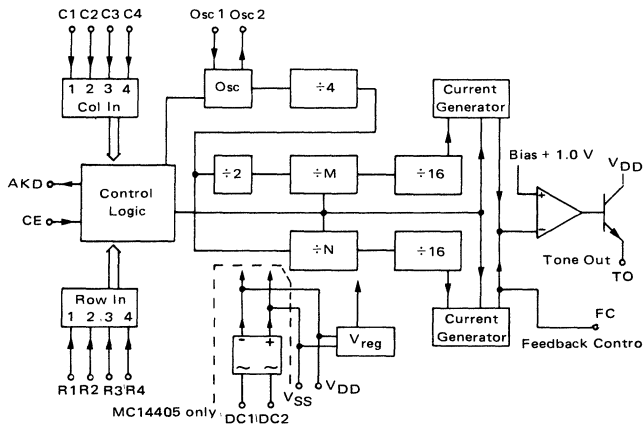 C1 C2 C3 C4
Osc 1 Osc 2
1 2 3 4
Col In
Osc
÷4
Current
Generator
Bias + 1.0 V
VDD
÷2
÷M
÷16
AKD
CE
Control
Logic
+
−
÷N
÷16
Tone Out
TO
Row In
1 2 3 4
− +
~ ~
Vreg
Current
Generator
FC
Feedback Contro
R1 R2 R3 R4
VSS
VDD
MC14405 only
DC1 DC2